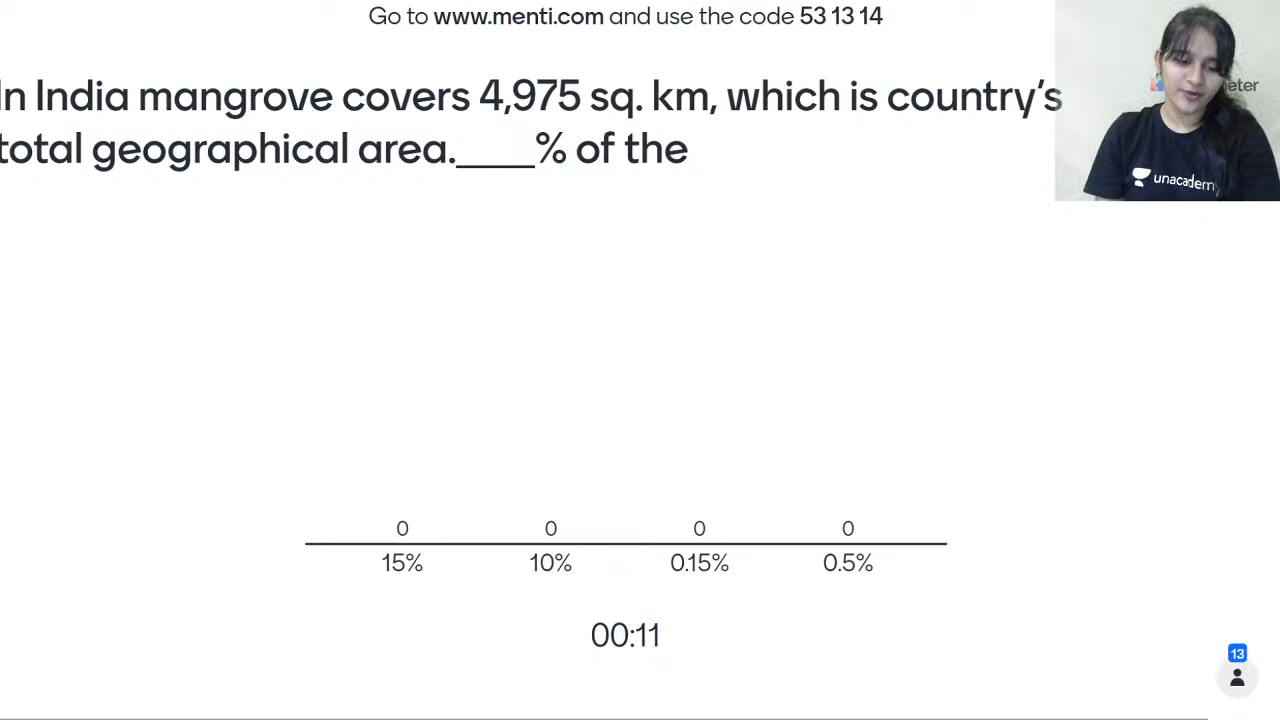 Go to www.menti.com and use the code 53 13 14
In India mangrove covers 4,975 sq. km, which is country's
total geographical area.____% of the
eter
unacademy
0 0 0 0
15% 10% 0.15% 0.5%
00:11
13